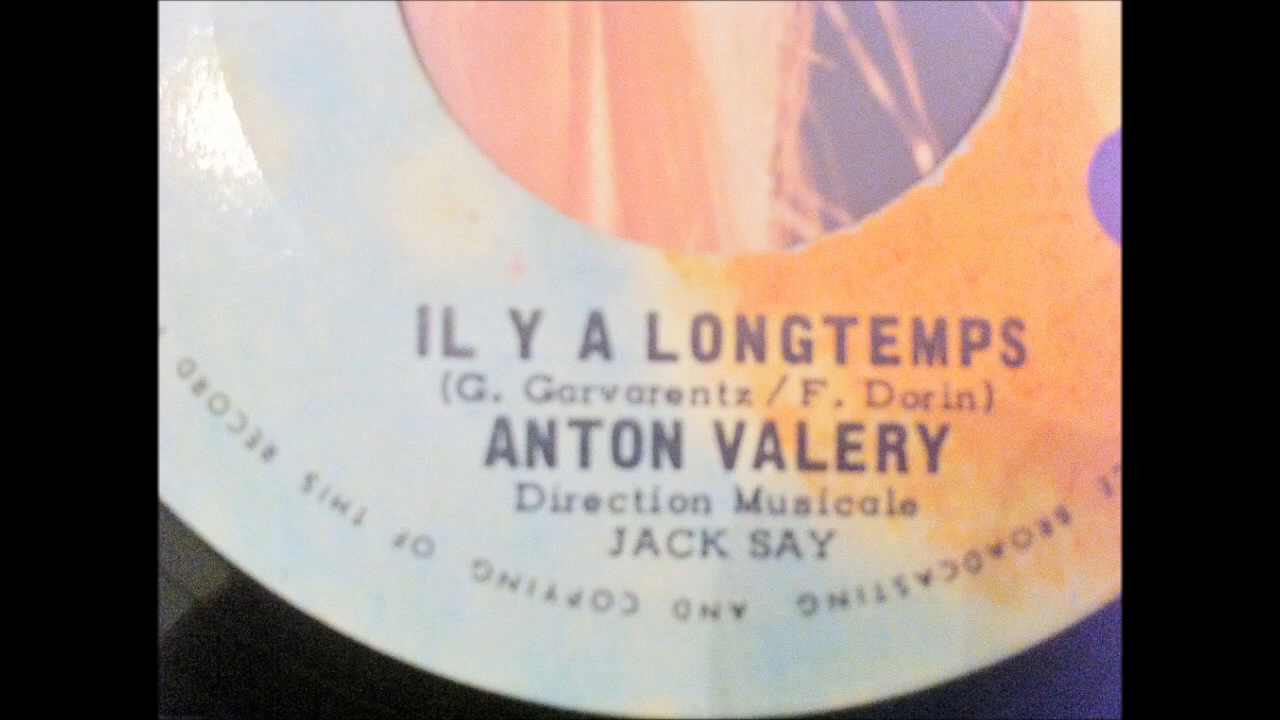 IL Y A LONGTEMPS
(G. Garvarentz / F. Dorin)
ANTON VALERY
Direction Musicale
JACK SAY
BROADCASTING AND COPYING OF THIS RECORD